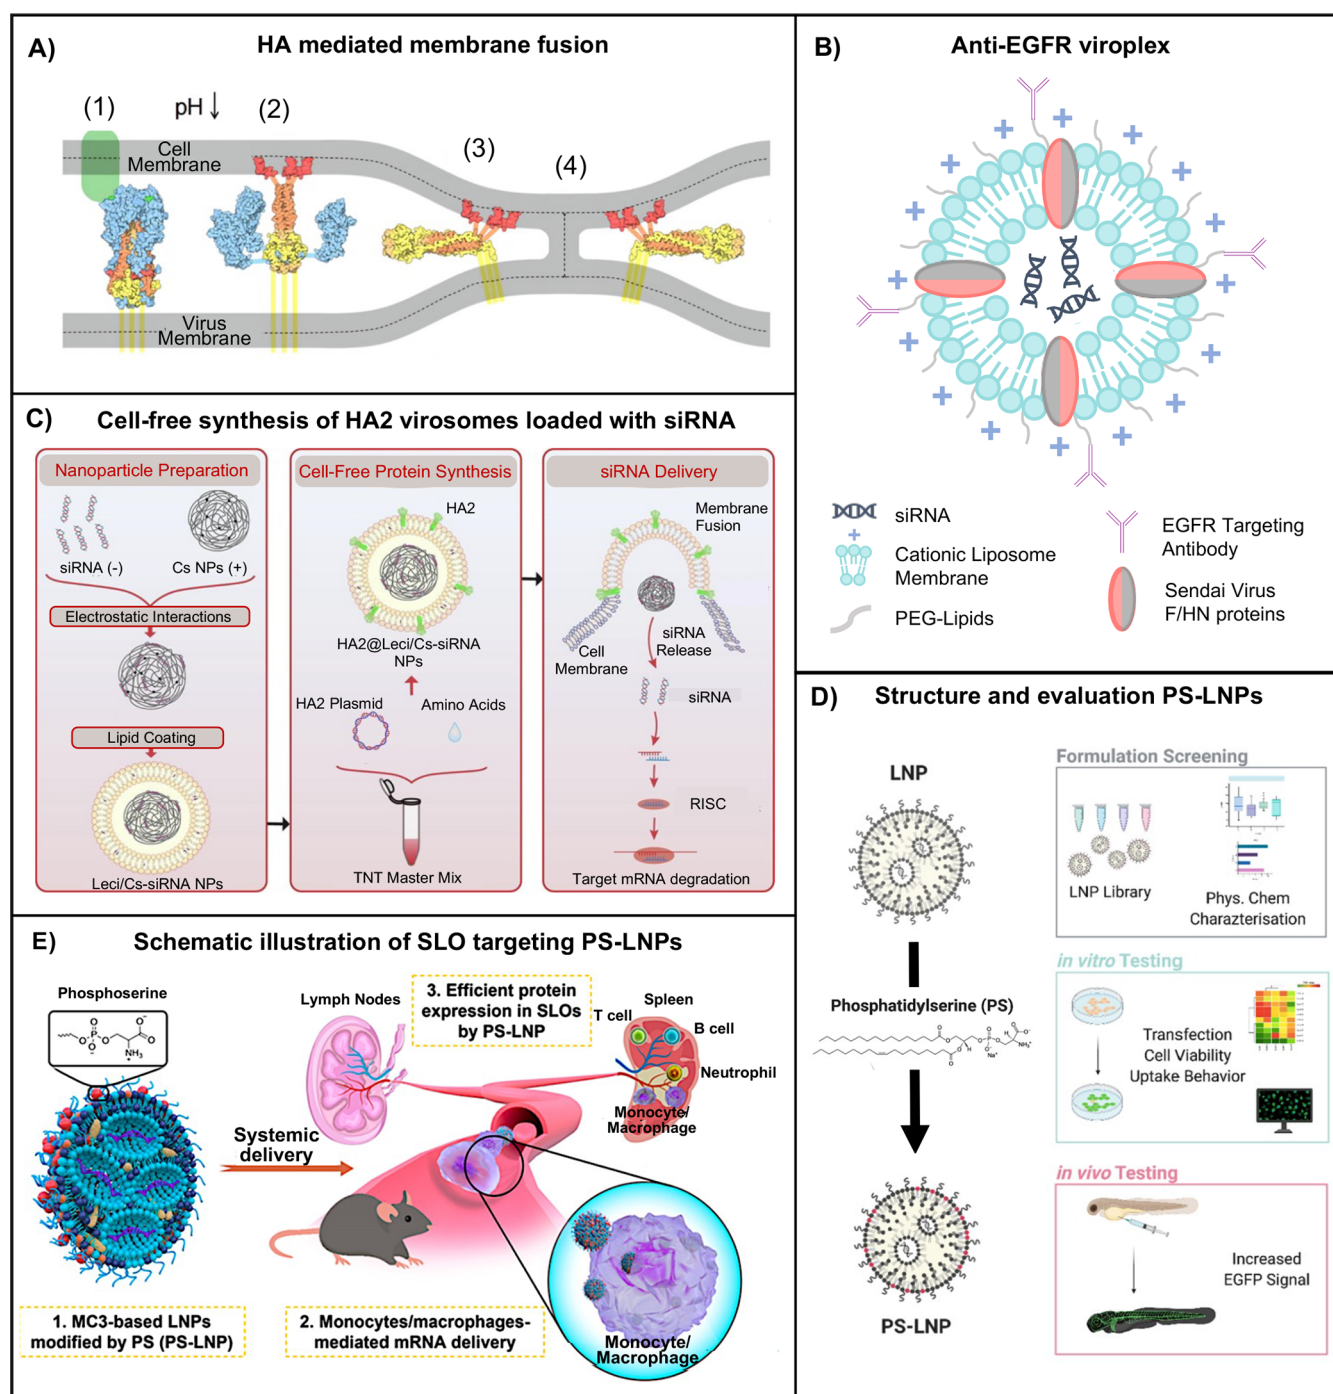 A)
HA mediated membrane fusion
(1)
pH ↓
(2)
(3)
(4)
Cell
Membrane
Virus
Membrane
B)
Anti-EGFR viroplex
siRNA
Cationic Liposome
Membrane
PEG-Lipids
EGFR Targeting
Antibody
Sendai Virus
F/HN proteins
C)
Cell-free synthesis of HA2 virosomes loaded with siRNA
Nanoparticle Preparation
siRNA (-)
Cs NPs (+)
Electrostatic Interactions
Lipid Coating
Leci/Cs-siRNA NPs
Cell-Free Protein Synthesis
HA2
HA2@Leci/Cs-siRNA
NPs
HA2 Plasmid
Amino Acids
TNT Master Mix
siRNA Delivery
Membrane
Fusion
Cell
Membrane
siRNA
Release
siRNA
RISC
Target mRNA degradation
D)
Structure and evaluation PS-LNPs
LNP
Phosphatidylserine (PS)
PS-LNP
Formulation Screening
LNP Library
Phys. Chem
Charazterisation
in vitro Testing
Transfection
Cell Viability
Uptake Behavior
in vivo Testing
Increased
EGFP Signal
E)
Schematic illustration of SLO targeting PS-LNPs
Phosphoserine
Systemic
delivery
1. MC3-based LNPs
modified by PS (PS-LNP)
Lymph Nodes
3. Efficient protein
expression in SLOs
by PS-LNP
Spleen
T cell
B cell
Neutrophil
Monocyte/
Macrophage
2. Monocytes/macrophages-
mediated mRNA delivery
Monocyte/
Macrophage